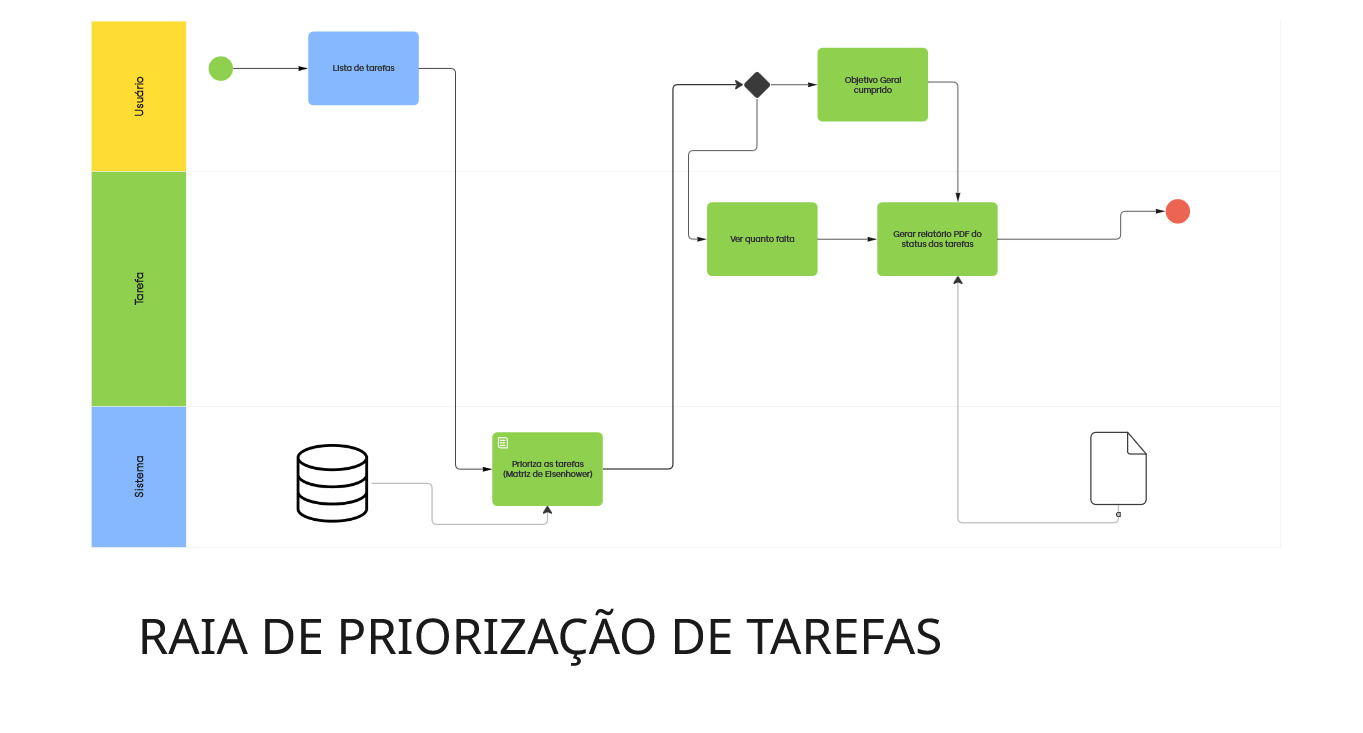 Usuário
Lista de tarefas
Objetivo Geral
cumprido
Tarefa
Ver quanto falta
Gerar relatório PDF do
status das tarefas
Sistema
Prioriza as tarefas
(Matriz de Eisenhower)
a
RAIA DE PRIORIZAÇÃO DE TAREFAS